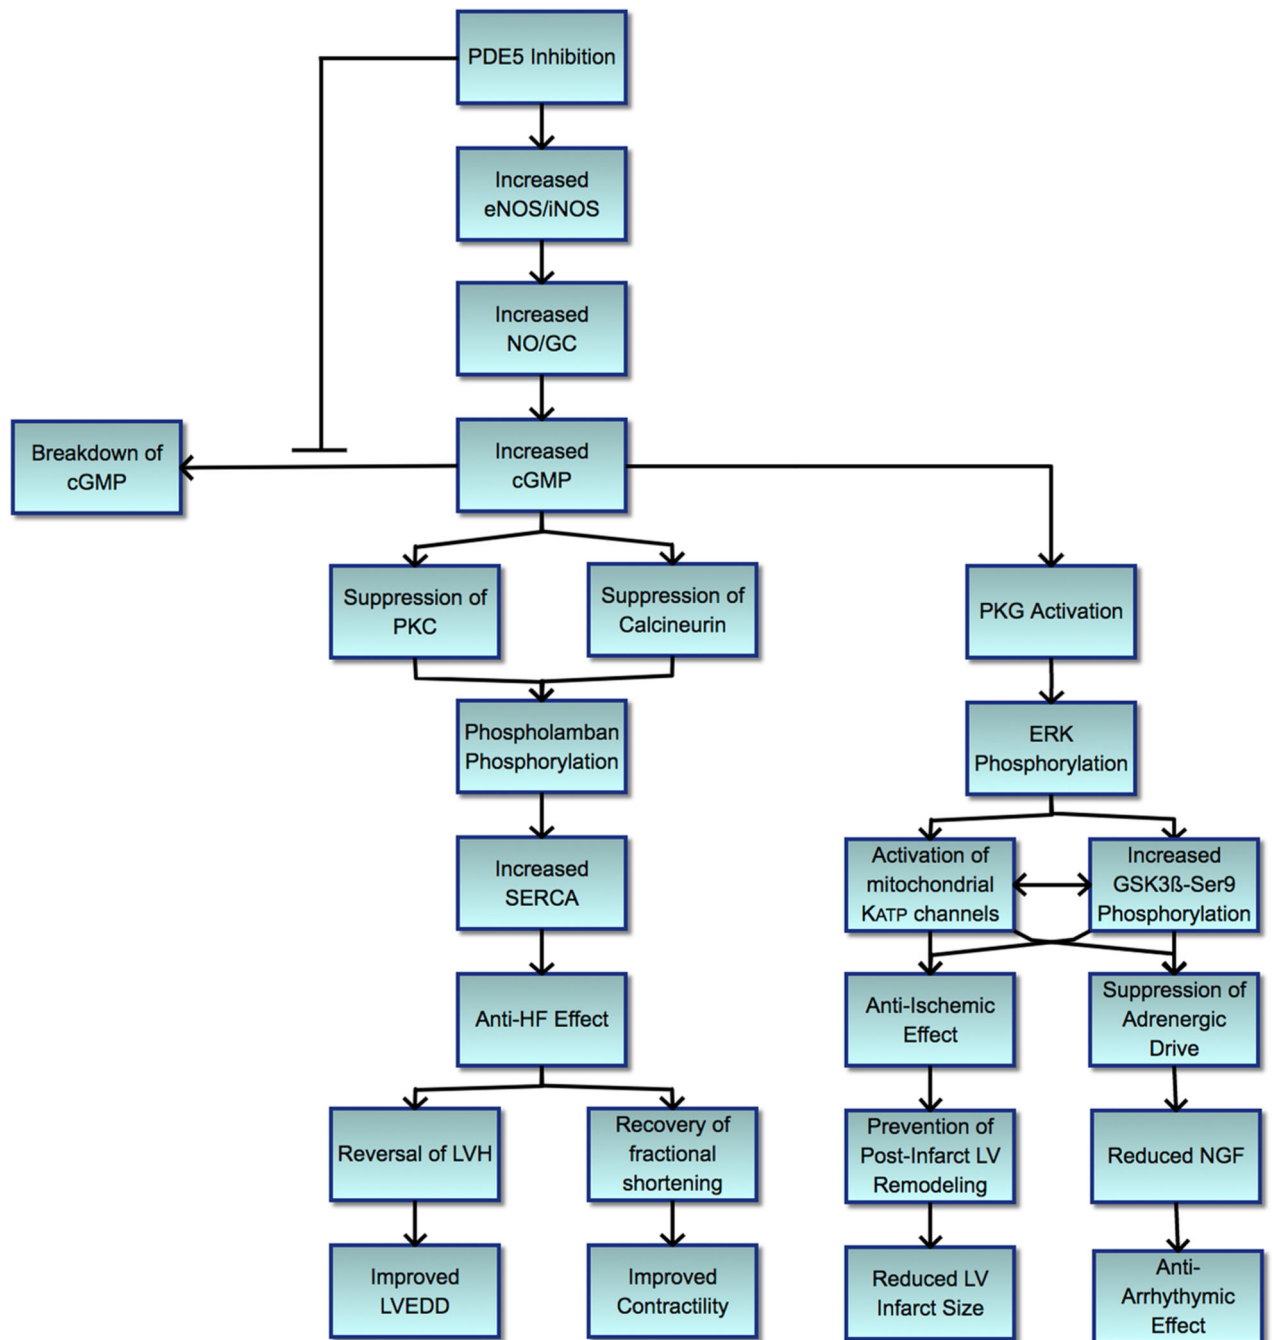 PDE5 Inhibition
Increased
eNOS/iNOS
Increased
NO/GC
Breakdown of
cGMP
Increased
cGMP
Suppression of
PKC
Suppression of
Calcineurin
PKG Activation
Phospholamban
Phosphorylation
ERK
Phosphorylation
Increased
SERCA
Activation of
mitochondrial
KATP channels
Increased
GSK3ß-Ser9
Phosphorylation
Anti-HF Effect
Anti-Ischemic
Effect
Suppression of
Adrenergic
Drive
Reversal of LVH
Recovery of
fractional
shortening
Prevention of
Post-Infarct LV
Remodeling
Reduced NGF
Improved
LVEDD
Improved
Contractility
Reduced LV
Infarct Size
Anti-
Arrhythymic
Effect